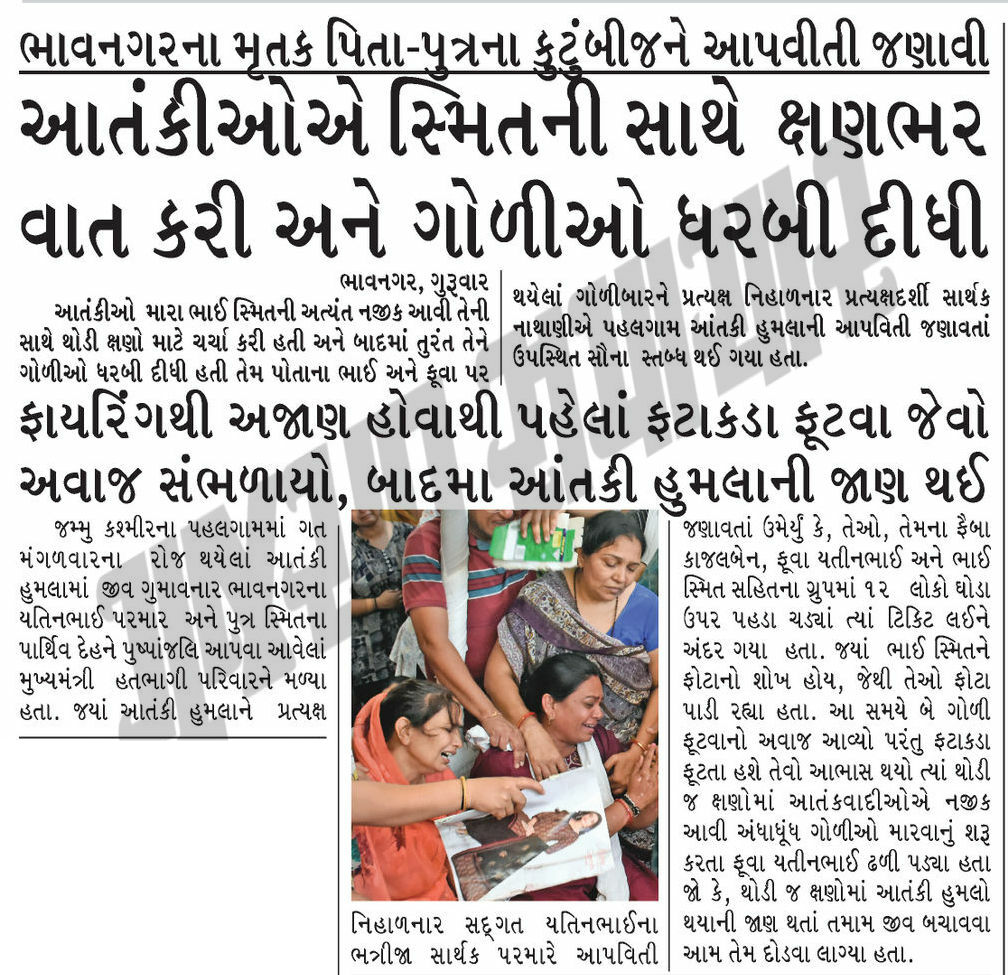 ભાવનગરના મૃતક પિતા-પુત્રના કુટુંબીજને આપવીતી જણાવી
આતંકીઓએ સ્મિતની સાથે ક્ષણભર
વાત કરી અને ગોળીઓ ધરબી દીધી
ભાવનગર, ગુરૂવાર
આતંકીઓ મારા ભાઈ સ્મિતની અત્યંત નજીક આવી તેની
સાથે થોડી ક્ષણો માટે ચર્ચા કરી હતી અને બાદમાં તુરંત તેને
ગોળીઓ ધરબી દીધી હતી તેમ પોતાના ભાઈ અને ફૂવા પર
થયેલાં ગોળીબારને પ્રત્યક્ષ નિહાળનાર પ્રત્યક્ષદર્શી સાર્થક
નાથાણીએ પહલગામ આંતકી હુમલાની આપવિતી જણાવતાં
ઉપસ્થિત સૌના સ્તબ્ધ થઈ ગયા હતા.
ફાયરિંગથી અજાણ હોવાથી પહેલાં ફટાકડા ફૂટવા જેવો
અવાજ સંભળાયો, બાદમા આંતકી હુમલાની જાણ થઈ
જમ્મુ કશ્મીરના પહલગામમાં ગત
મંગળવારના રોજ થયેલાં આતંકી
હુમલામાં જીવ ગુમાવનાર ભાવનગરના
યતિનભાઈ પરમાર અને પુત્ર સ્મિતના
પાર્થિવ દેહને પુષ્પાંજલિ આપવા આવેલાં
મુખ્યમંત્રી હતભાગી પરિવારને મળ્યા
હતા. જયાં આતંકી હુમલાને પ્રત્યક્ષ
નિહાળનાર સદ્ગત યતિનભાઈના
ભત્રીજા સાર્થક પરમારે આપવિતી
જણાવતાં ઉમેર્યું કે, તેઓ, તેમના ફૈબા
કાજલબેન, ફૂવા યતીનભાઈ અને ભાઈ
સ્મિત સહિતના ગ્રુપમાં ૧૨ લોકો ઘોડા
ઉપર પહડા ચડ્યાં ત્યાં ટિકિટ લઈને
અંદર ગયા હતા. જયાં ભાઈ સ્મિતને
ફોટાનો શોખ હોય, જેથી તેઓ ફોટા
પાડી રહ્યા હતા. આ સમયે બે ગોળી
ફૂટવાનો અવાજ આવ્યો પરંતુ ફટાકડા
ફૂટતા હશે તેવો આભાસ થયો ત્યાં થોડી
જ ક્ષણોમાં આતંકવાદીઓએ નજીક
આવી અંધાધૂંધ ગોળીઓ મારવાનું શરૂ
કરતા ફૂવા યતીનભાઈ ઢળી પડ્યા હતા
જો કે, થોડી જ ક્ષણોમાં આતંકી હુમલો
થયાની જાણ થતાં તમામ જીવ બચાવવા
આમ તેમ દોડવા લાગ્યા હતા.